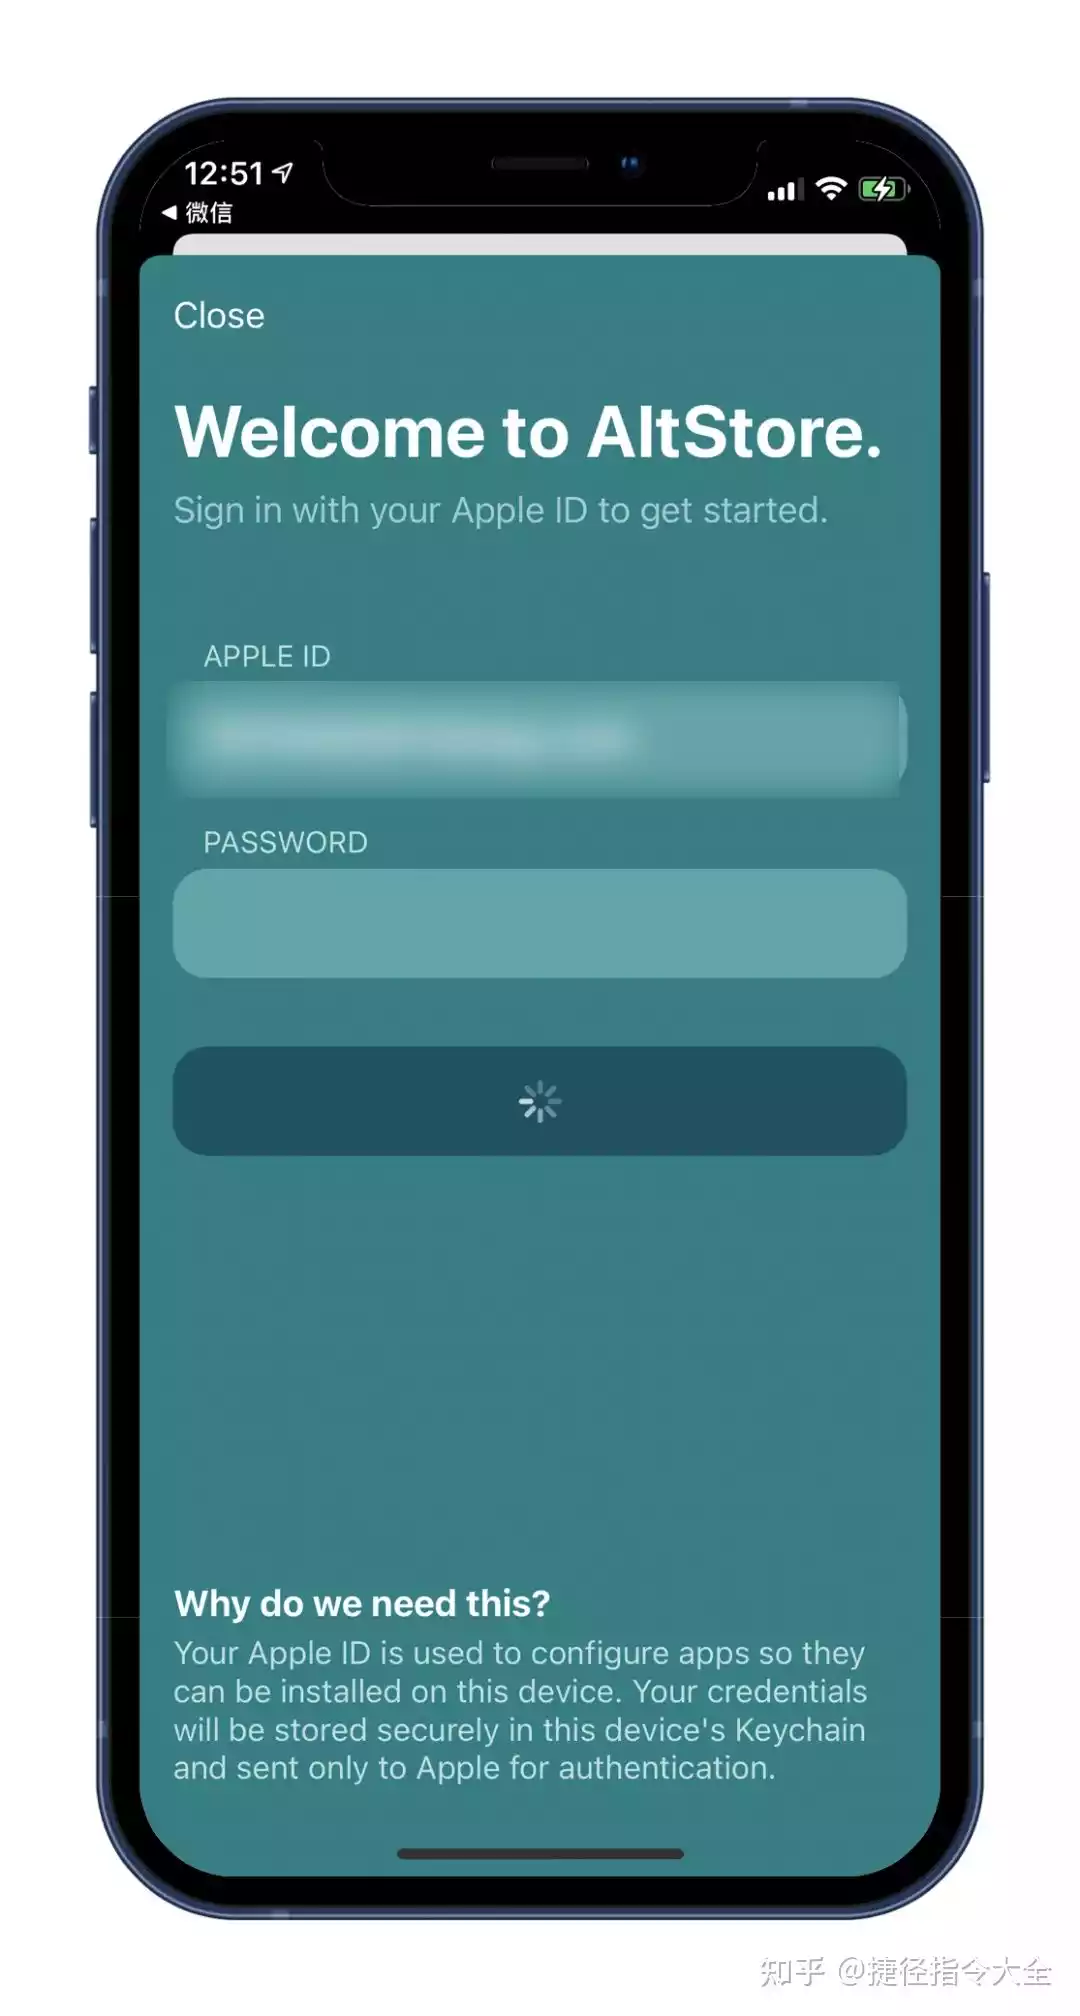 12:51
◀ 微信
Close
Welcome to AltStore.
Sign in with your Apple ID to get started.
APPLE ID
PASSWORD
Why do we need this?
Your Apple ID is used to configure apps so they
can be installed on this device. Your credentials
will be stored securely in this device's Keychain
and sent only to Apple for authentication.
知乎 @捷径指令大全